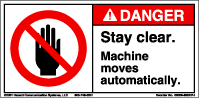 DANGER
Stay clear.
Machine
moves
automatically.